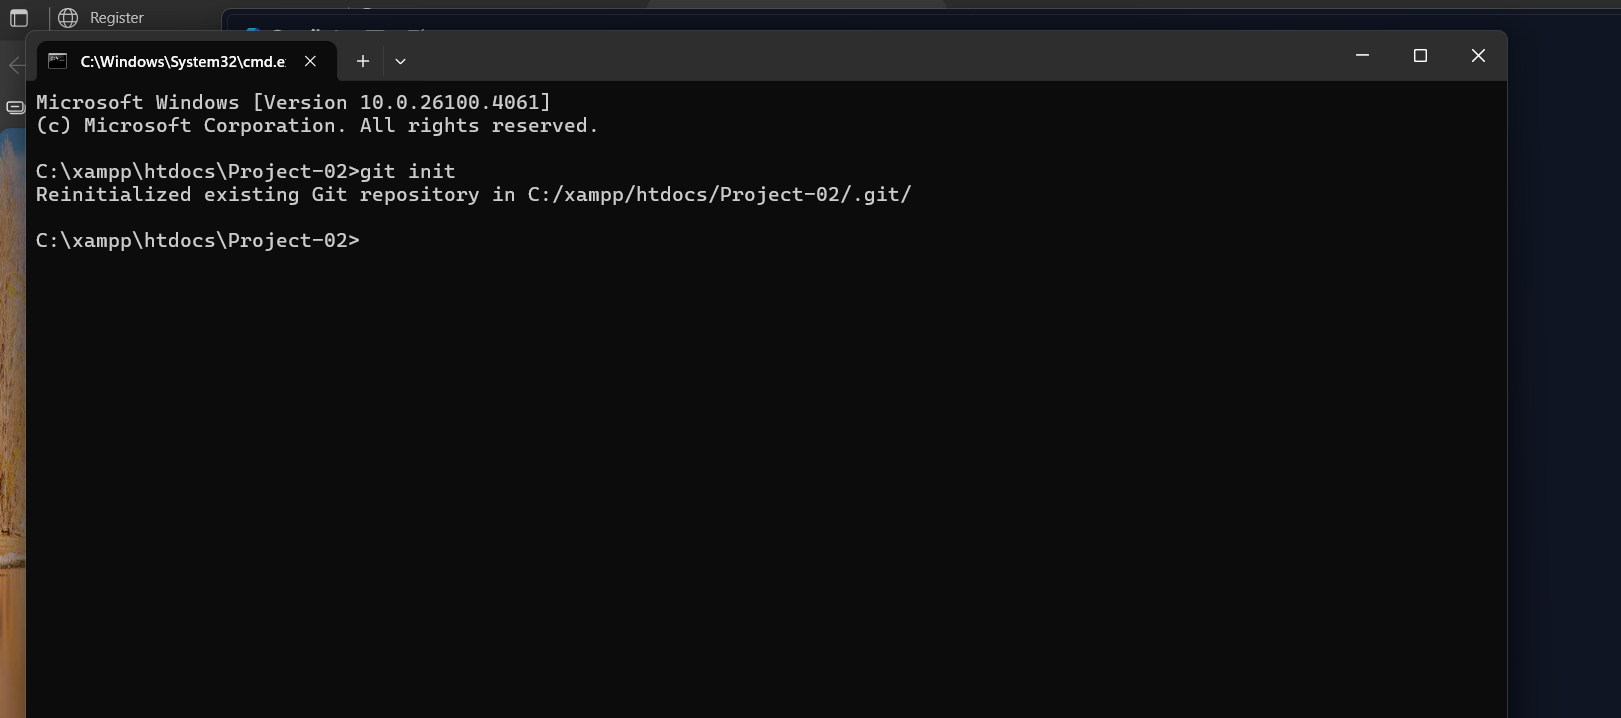 Register
C:\Windows\System32\cmd.e
Microsoft Windows [Version 10.0.26100.4061]
(c) Microsoft Corporation. All rights reserved.
C:\xampp\htdocs\Project-02>git init
Reinitialized existing Git repository in C:/xampp/htdocs/Project-02/.git/
C:\xampp\htdocs\Project-02>